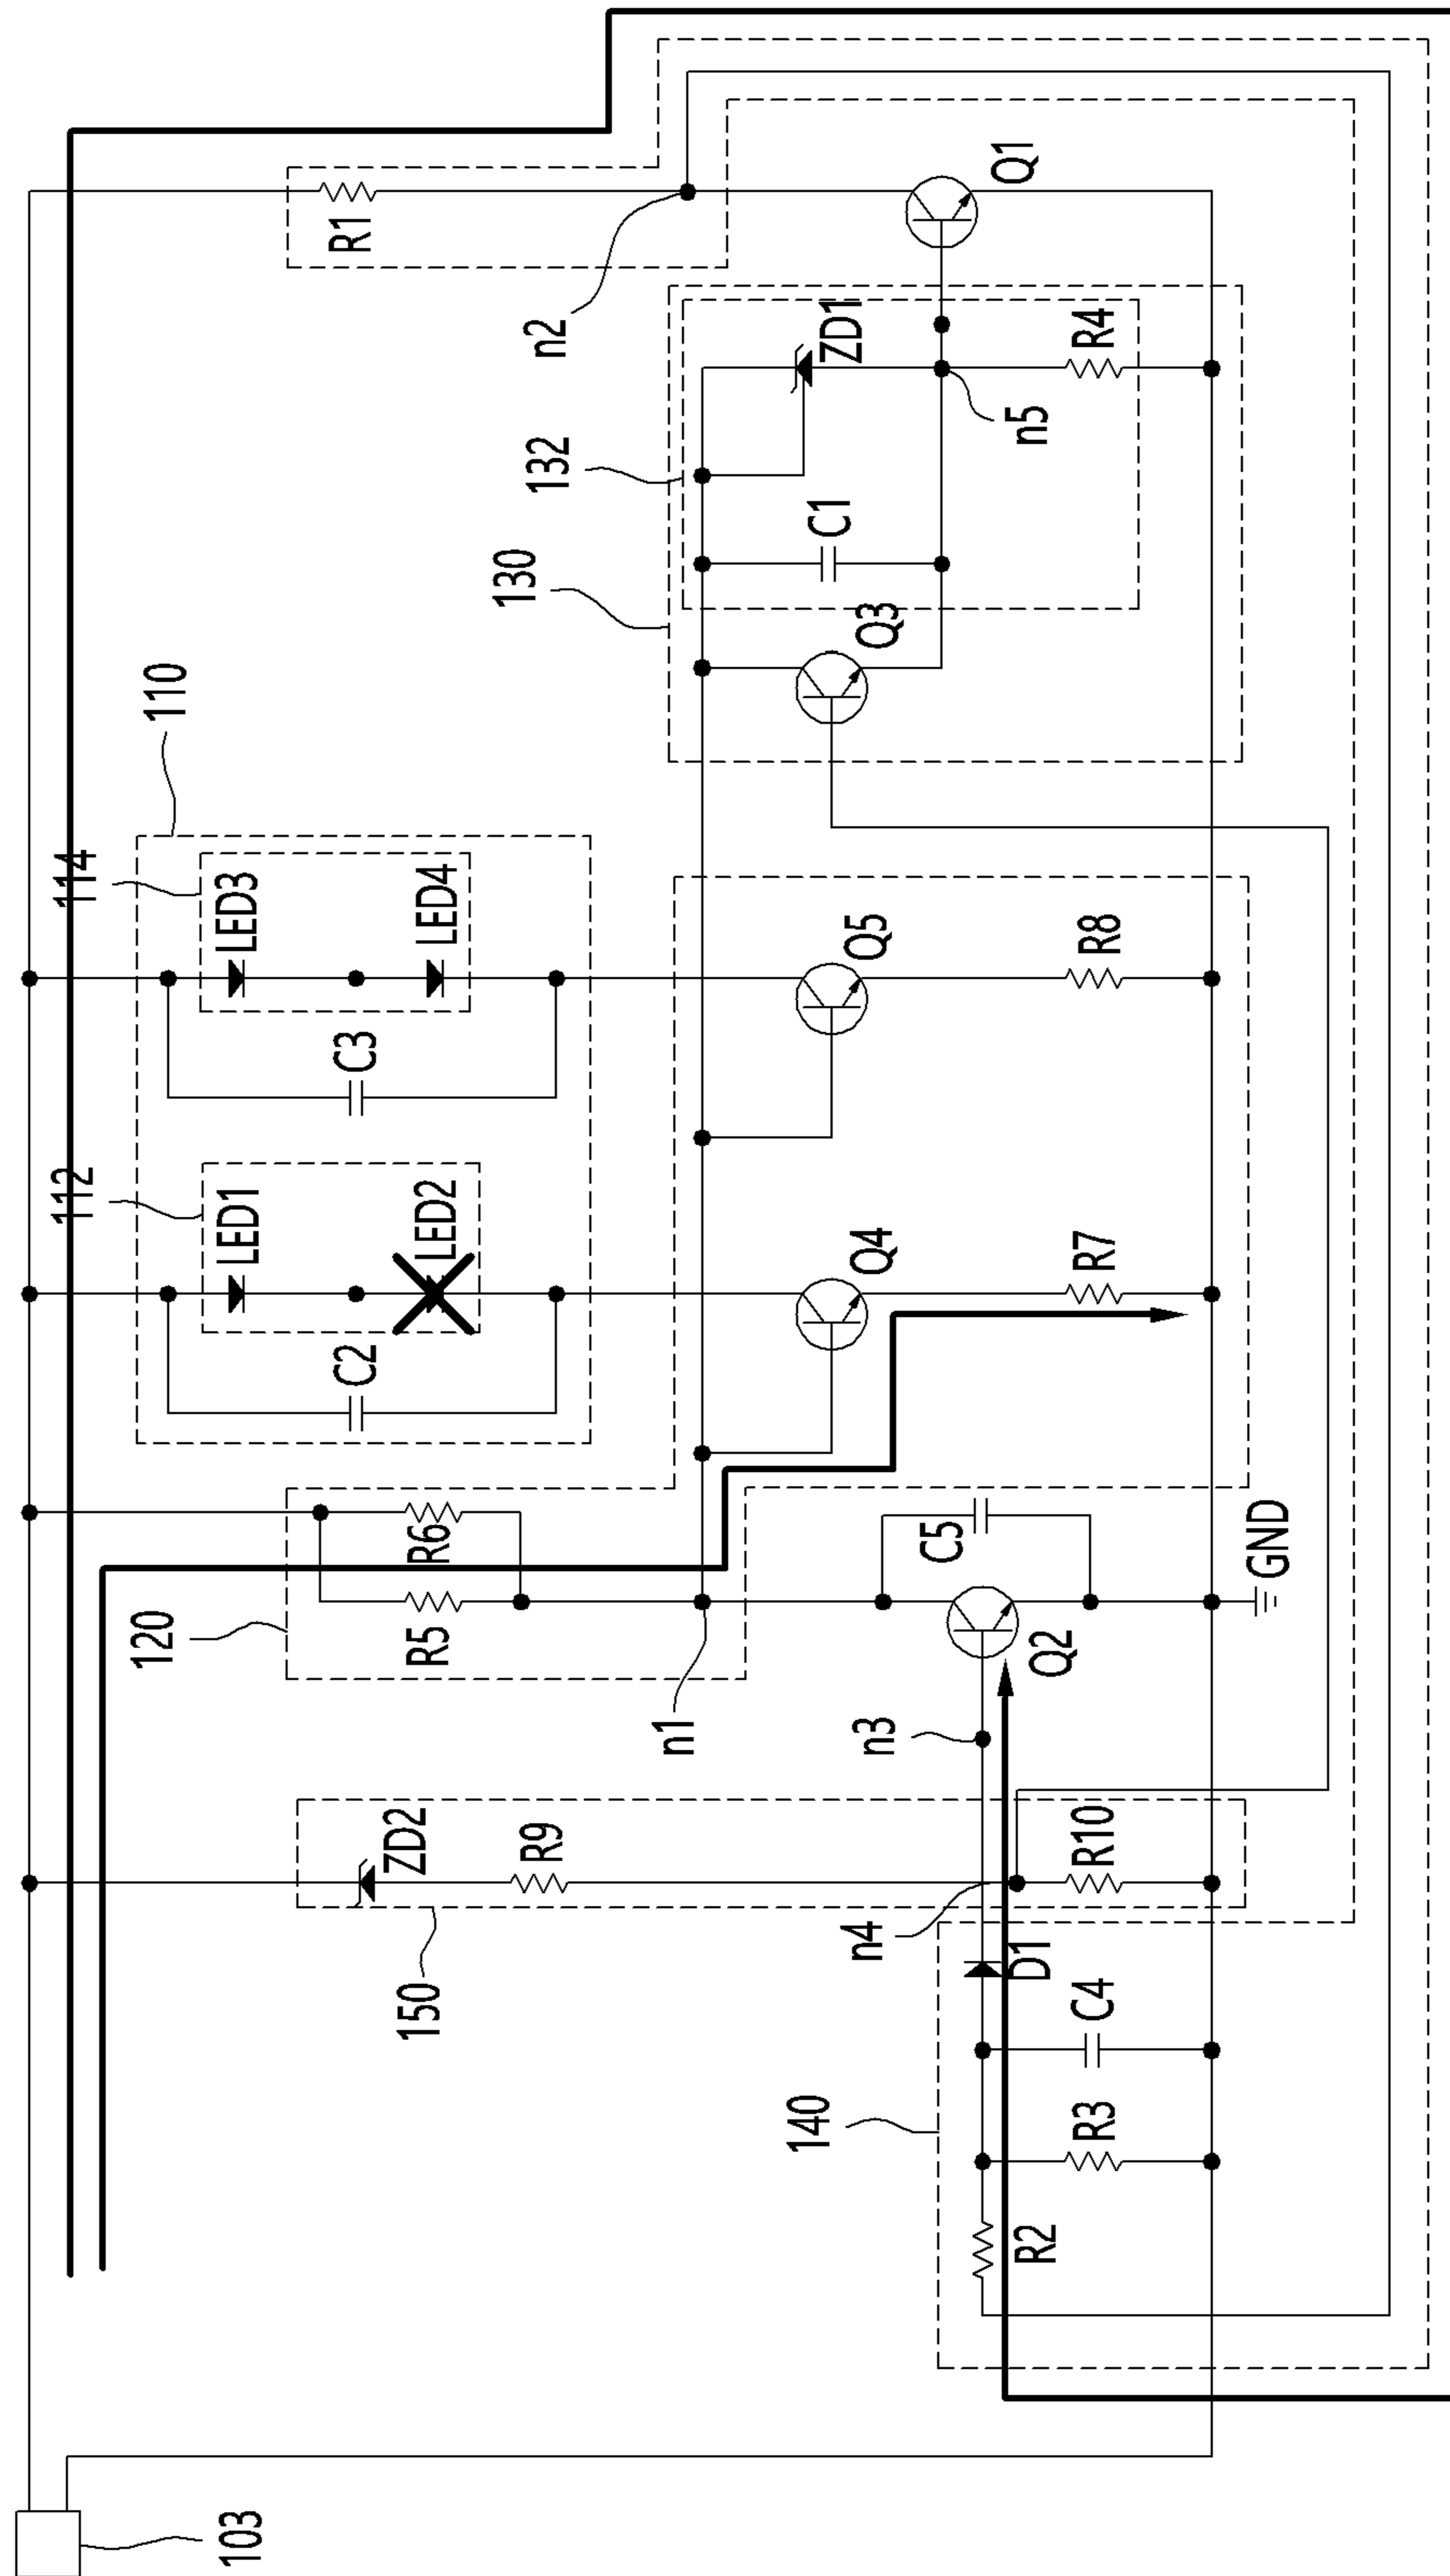 103
112
114
110
LED1
LED2
LED3
LED4
C2
C3
R1
n2
120
R5
R6
n1
150
ZD2
R9
n4
R10
130
132
Q3
C1
ZD1
n5
R4
Q1
Q4
R7
Q5
R8
n3
Q2
C5
GND
140
R2
R3
C4
D1